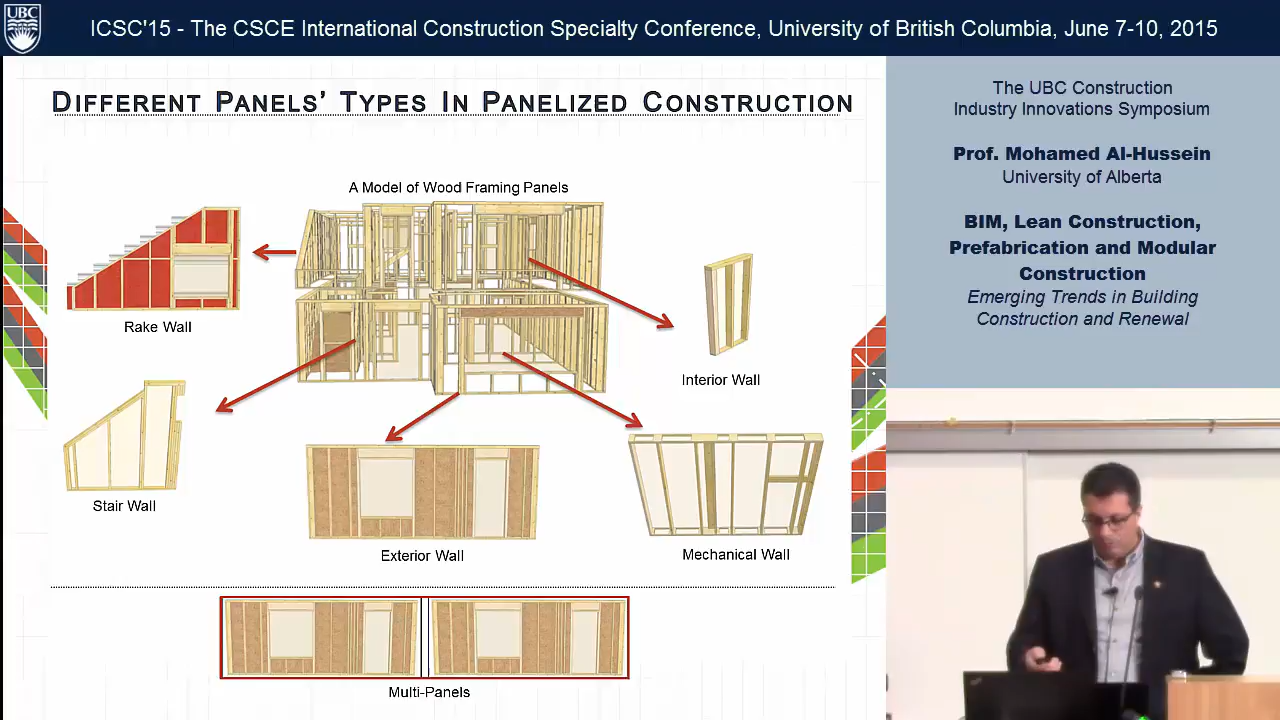 UBC
ICSC'15 - The CSCE International Construction Specialty Conference, University of British Columbia, June 7-10, 2015
DIFFERENT PANELS' TYPES IN PANELIZED CONSTRUCTION
A Model of Wood Framing Panels
Rake Wall
Interior Wall
Stair Wall
Exterior Wall
Mechanical Wall
Multi-Panels
The UBC Construction
Industry Innovations Symposium
Prof. Mohamed Al-Hussein
University of Alberta
BIM, Lean Construction,
Prefabrication and Modular
Construction
Emerging Trends in Building
Construction and Renewal